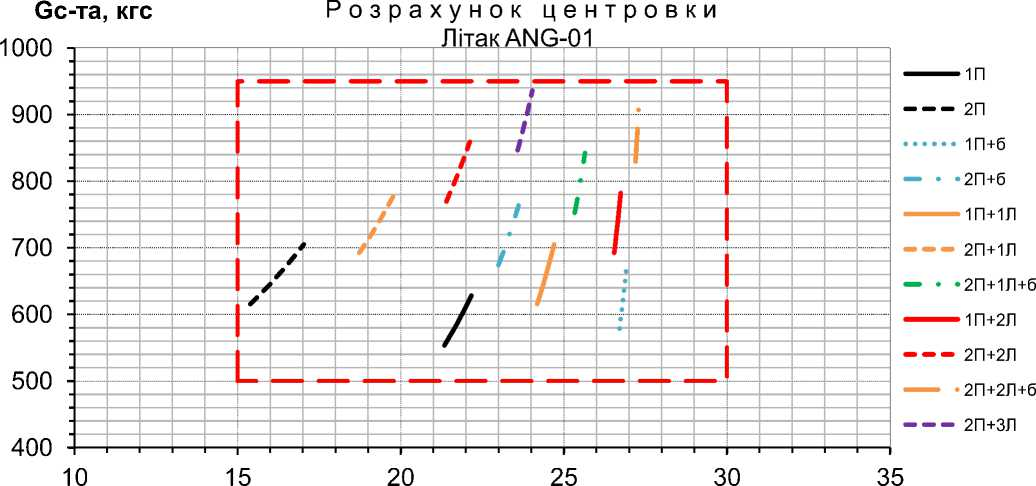 Gс-та, кгс
Розрахунок центровки
Літак ANG-01
1000
900
800
700
600
500
400
10 15 20 25 30 35
1П
2П
1П+б
2П+б
1П+1Л
2П+1Л
2П+1Л+б
1П+2Л
2П+2Л
2П+2Л+б
2П+3Л